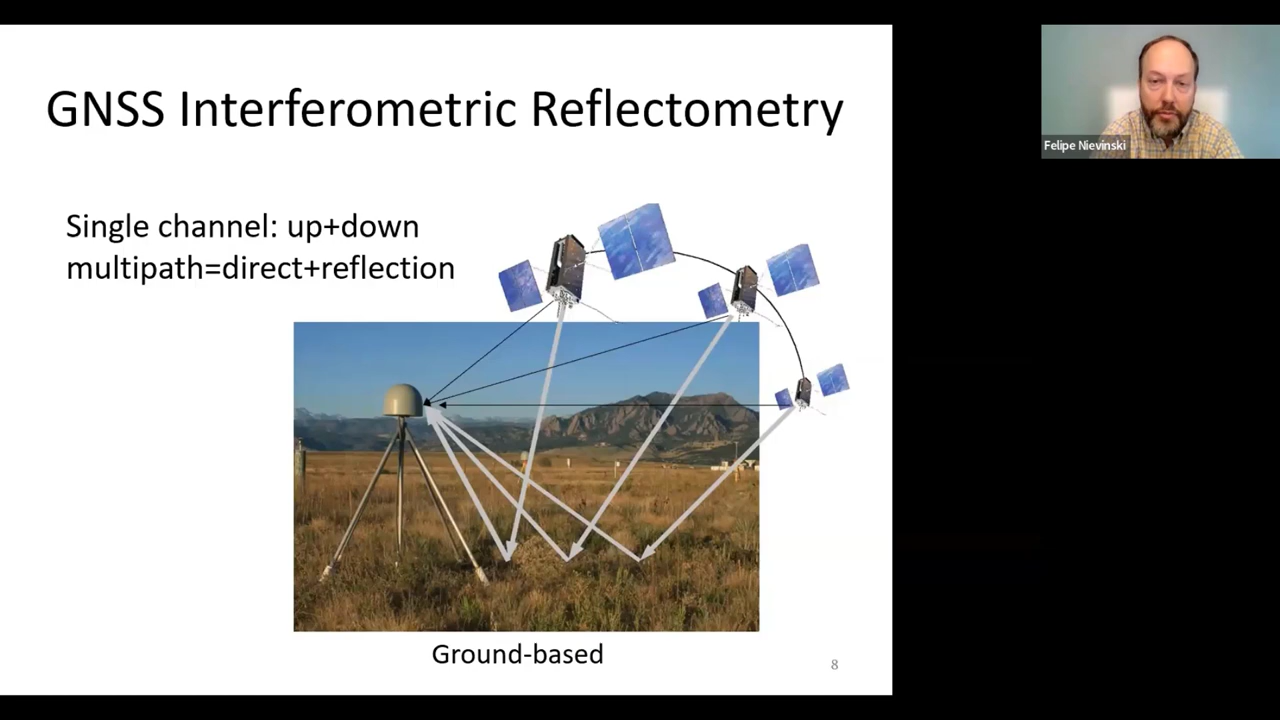 GNSS Interferometric Reflectometry
Single channel: up+down
multipath=direct+reflection
Ground-based
8
Felipe Nievinski